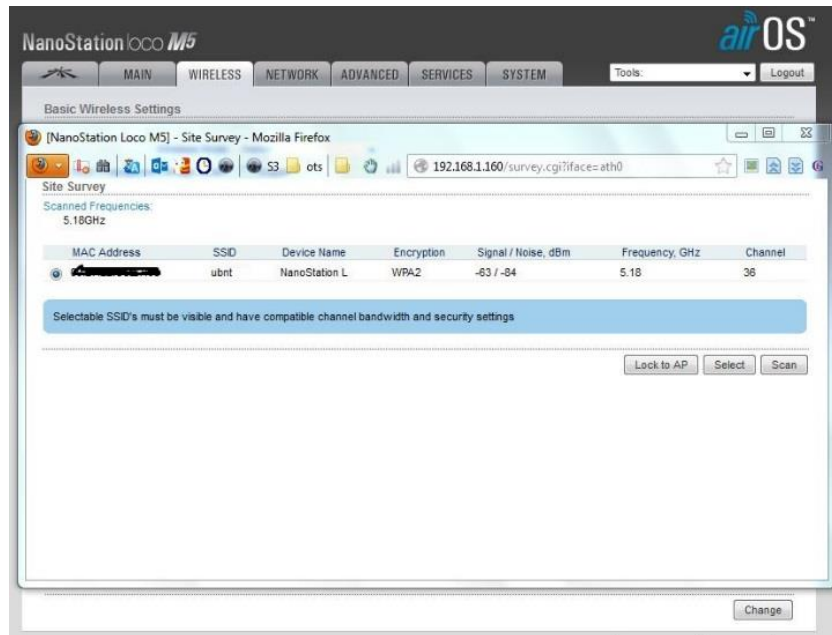 NanoStation loco M5
airOS™
MAIN WIRELESS NETWORK ADVANCED SERVICES SYSTEM Tools: Logout
Basic Wireless Settings
[NanoStation Loco M5] - Site Survey - Mozilla Firefox
S3 ots 192.168.1.160/survey.cgi?iface=ath0
Site Survey
Scanned Frequencies:
5.18GHz
MAC Address SSID Device Name Encryption Signal / Noise, dBm Frequency, GHz Channel
ubnt NanoStation L WPA2 -63 / -84 5.18 36
Selectable SSID's must be visible and have compatible channel bandwidth and security settings
Lock to AP Select Scan
Change